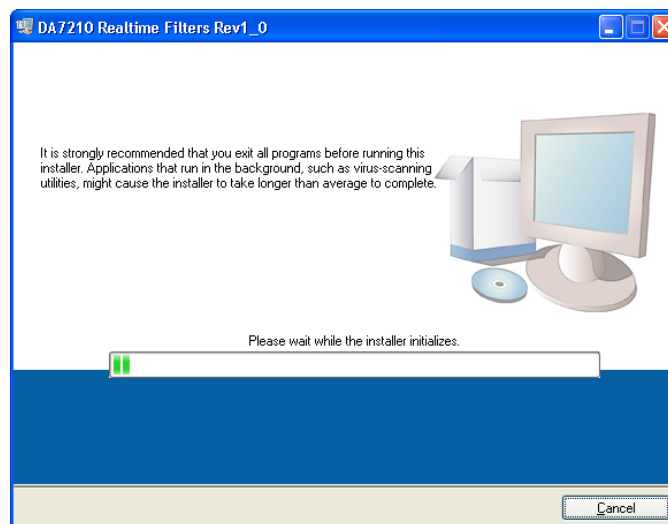 DA7210 Realtime Filters Rev1_0
It is strongly recommended that you exit all programs before running this
installer. Applications that run in the background, such as virus-scanning
utilities, might cause the installer to take longer than average to complete.
Please wait while the installer initializes.
Cancel